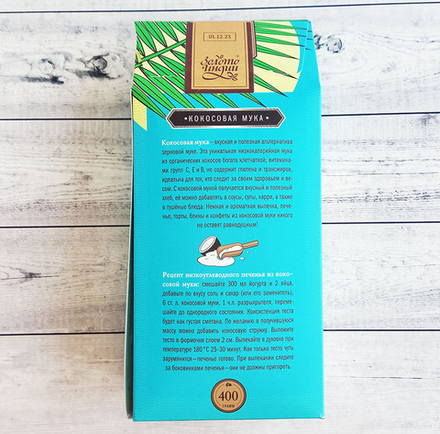 01.12.23
Золото
Индии
•КОКОСОВАЯ МУКА•
Кокосовая мука – вкусная и полезная альтернатива
зерновой муке. Эта уникальная низкокалорийная мука
из органических кокосов богата клетчаткой, витамина-
ми групп С, Е и В, не содержит глютена и трансжиров,
идеальна для тех, кто следит за своим здоровьем и ве-
сом. С кокосовой мукой получается вкусный и полезный
хлеб, её можно добавлять в соусы, супы, карри, а также
в тушёные блюда. Нежная и ароматная выпечка, пече-
нье, торты, блины и конфеты из кокосовой муки никого
не оставят равнодушным!
Рецепт низкоуглеводного печенья из коко-
совой муки: смешайте 300 мл йогурта и 2 яйца,
добавьте по вкусу соль и сахар (или его заменитель),
6 ст. л. кокосовой муки, 1 ч.л. разрыхлителя, переме-
шайте до однородного состояния. Консистенция теста
будет как густая сметана. По желанию в получившуюся
массу можно добавить кокосовую стружку. Выложите
тесто в формочки слоем 2 см. Выпекайте в духовке при
температуре 180°С 25-30 минут. Как только тесто чуть
зарумянится – печенье готово. При выпекании следите
за боковинками печенья – они не должны пригореть.
400